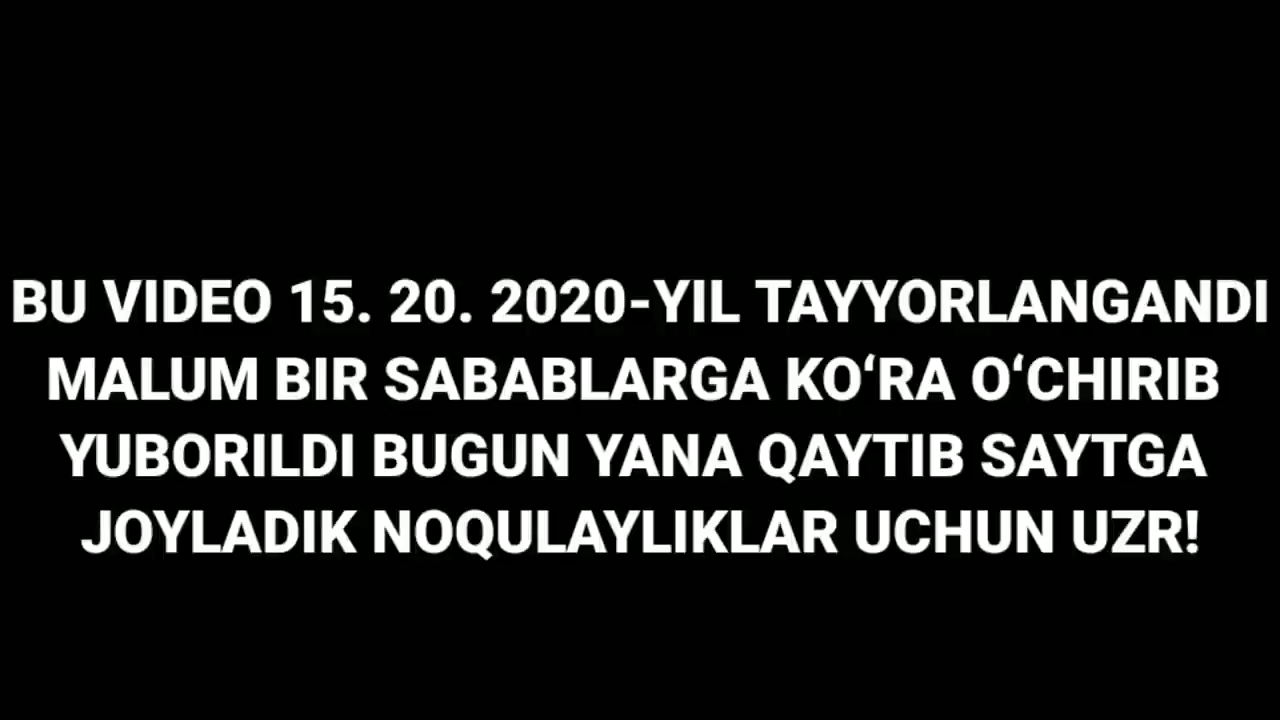 BU VIDEO 15. 20. 2020-YIL TAYYORLANGANDI
MALUM BIR SABABLARGA KO‘RA O‘CHIRIB
YUBORILDI BUGUN YANA QAYTIB SAYTGA
JOYLADIK NOQULAYLIKLAR UCHUN UZR!